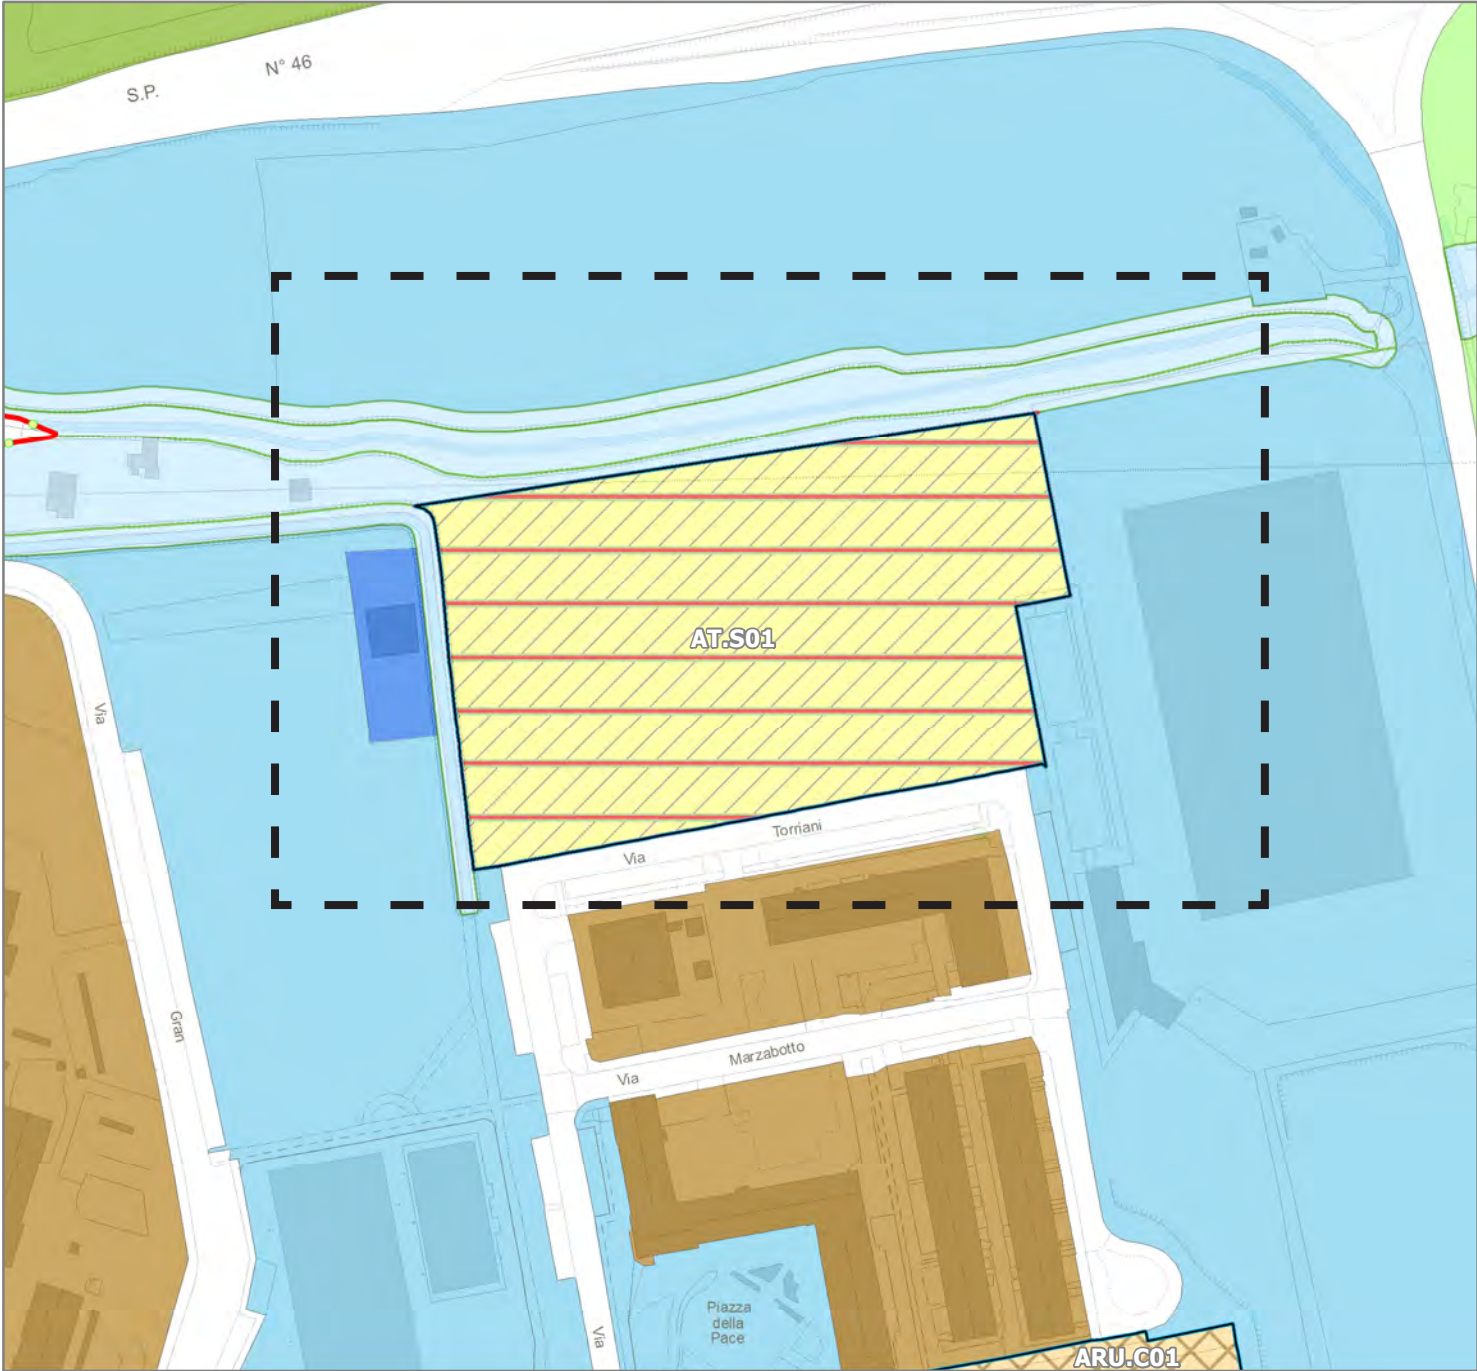 S.P. N° 46
AT.S01
Via
Via Torriani
Gran
Via Marzabotto
Via
Piazza
della
Pace
ARU.C01